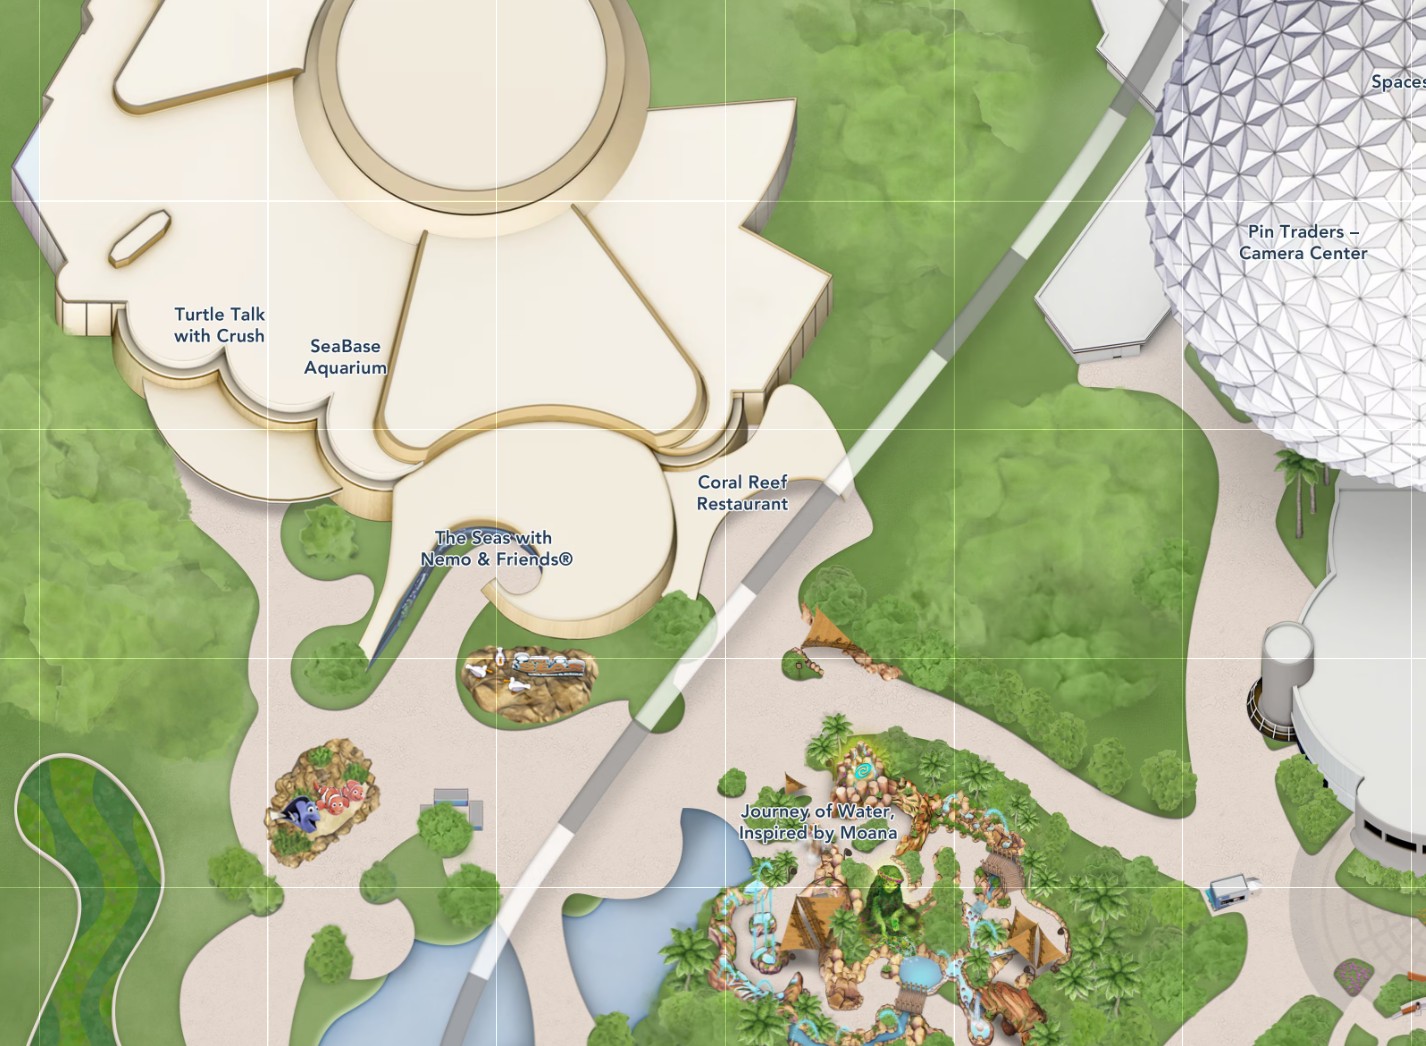 Spaces
Pin Traders –
Camera Center
Turtle Talk
with Crush
SeaBase
Aquarium
Coral Reef
Restaurant
The Seas with
Nemo & Friends®
Journey of Water,
Inspired by Moana